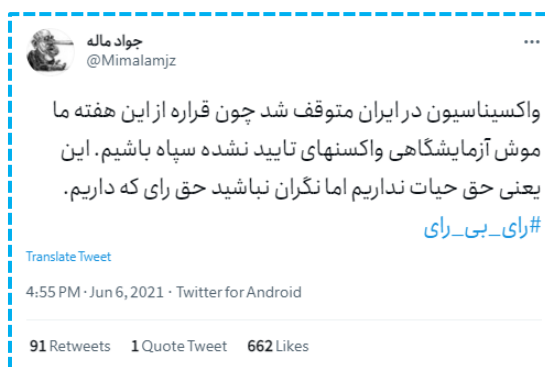 جواد ماله
@Mimalamjz
...
واکسیناسیون در ایران متوقف شد چون قراره از این هفته ما
موش آزمایشگاهی واکسنهای تایید نشده سپاه باشیم. این
یعنی حق حیات نداریم اما نگران نباشید حق رای که داریم.
#رای_بی_رای
Translate Tweet
4:55 PM · Jun 6, 2021 · Twitter for Android
91 Retweets 1 Quote Tweet 662 Likes